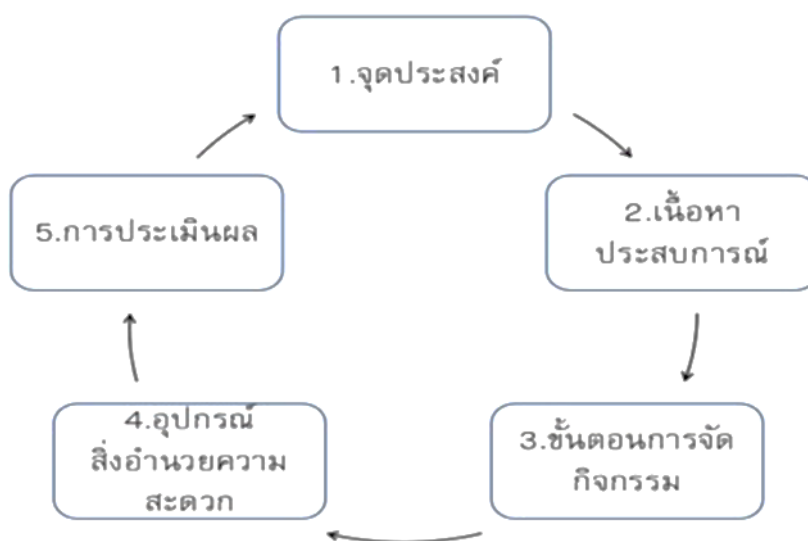 1.จุดประสงค์
2.เนื้อหา
ประสบการณ์
3.ขั้นตอนการจัด
กิจกรรม
4.อุปกรณ์
สิ่งอำนวยความ
สะดวก
5.การประเมินผล